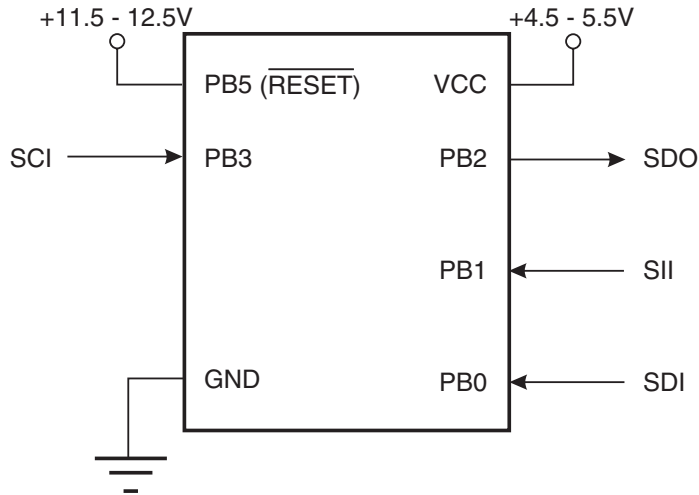 +11.5 - 12.5V
+4.5 - 5.5V
PB5 (RESET)
VCC
SCI
PB3
PB2
SDO
PB1
SII
GND
PB0
SDI